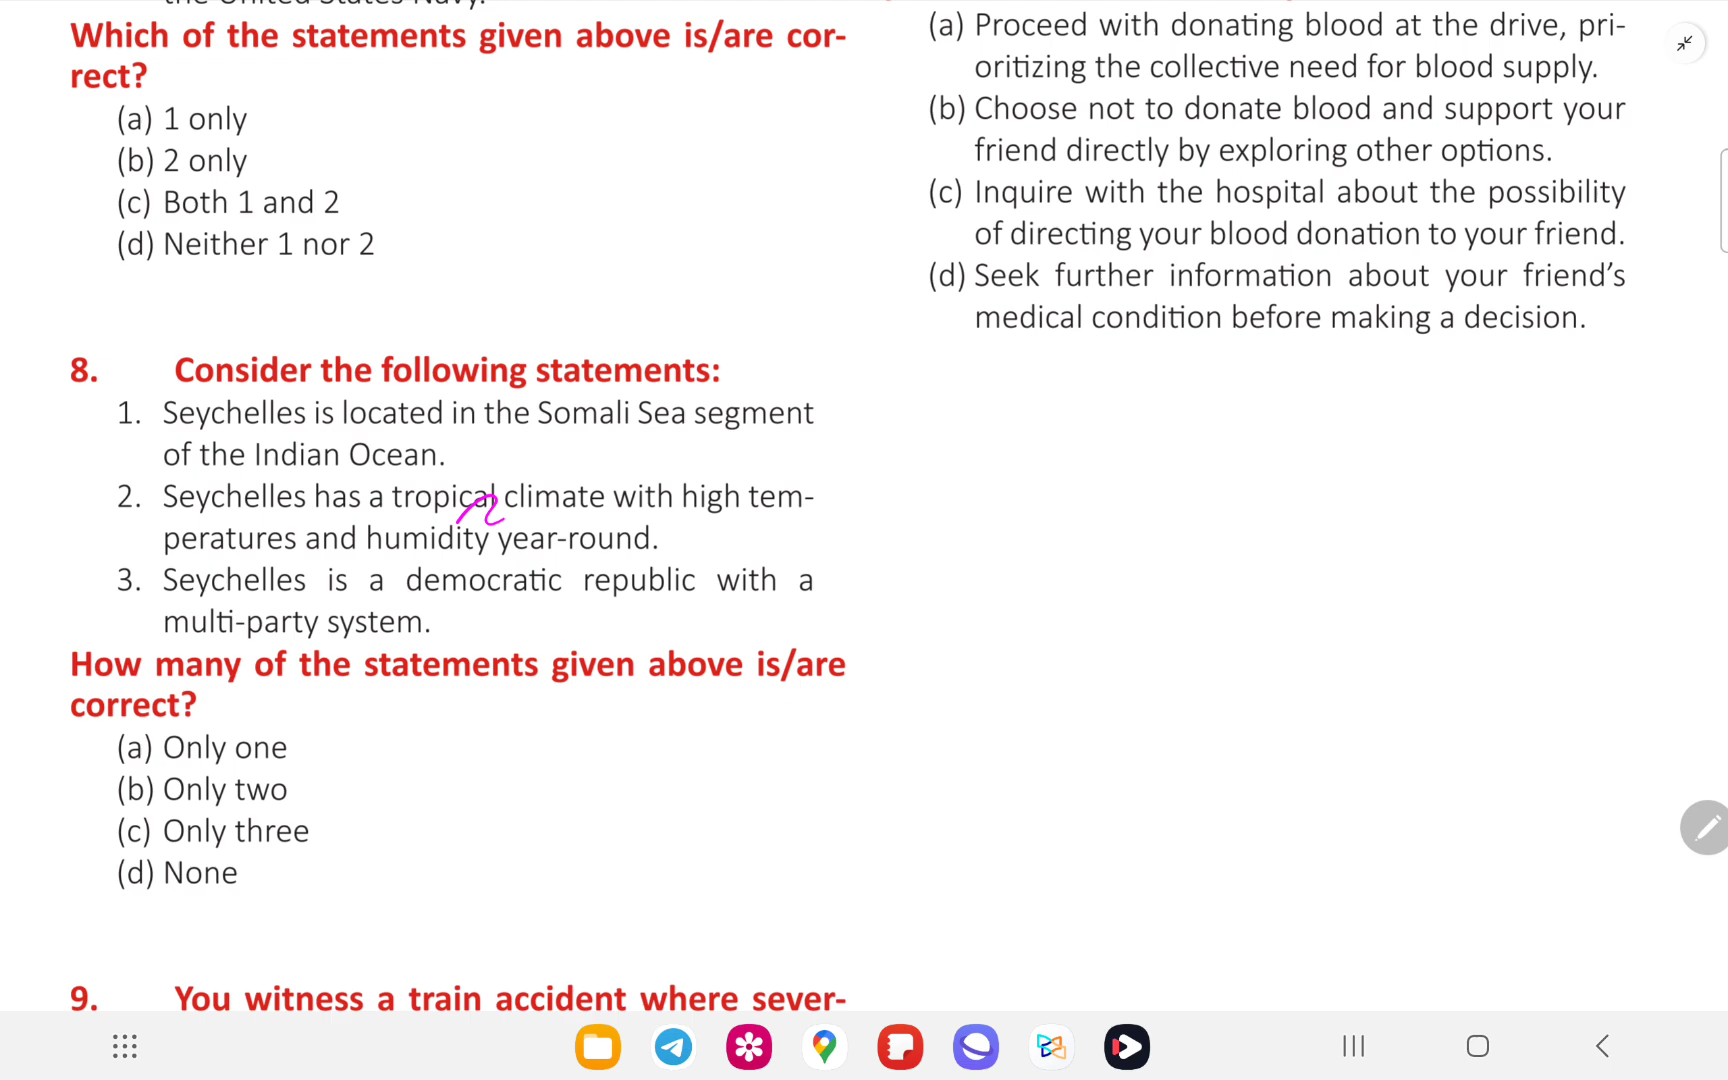 Which of the statements given above is/are cor-
rect?
(a) 1 only
(b) 2 only
(c) Both 1 and 2
(d) Neither 1 nor 2
8. Consider the following statements:
1. Seychelles is located in the Somali Sea segment
of the Indian Ocean.
2. Seychelles has a tropical climate with high tem-
peratures and humidity year-round.
3. Seychelles is a democratic republic with a
multi-party system.
How many of the statements given above is/are
correct?
(a) Only one
(b) Only two
(c) Only three
(d) None
9. You witness a train accident where sever-
(a) Proceed with donating blood at the drive, pri-
oritizing the collective need for blood supply.
(b) Choose not to donate blood and support your
friend directly by exploring other options.
(c) Inquire with the hospital about the possibility
of directing your blood donation to your friend.
(d) Seek further information about your friend’s
medical condition before making a decision.